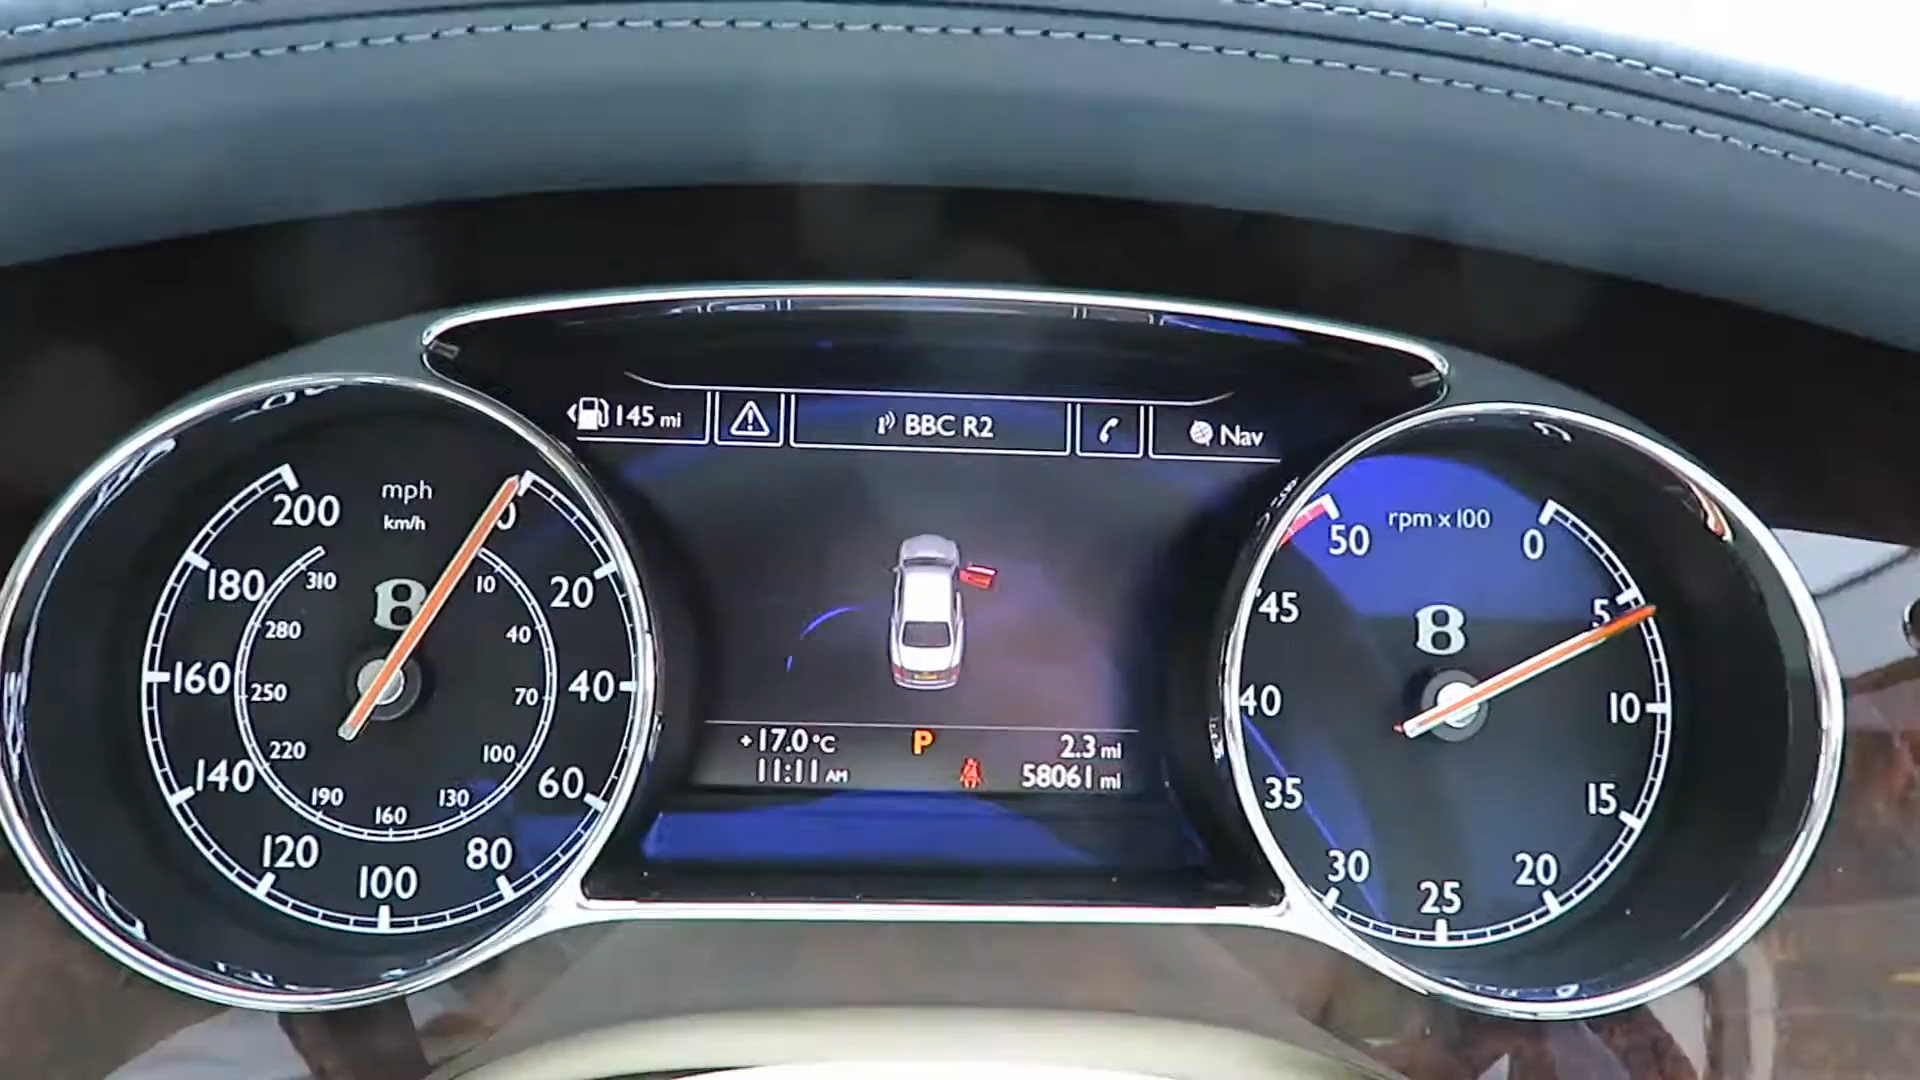 145 mi
BBC R2
Nav
mph
km/h
0
20
40
60
80
100
120
140
160
180
200
10
40
70
100
130
160
190
220
250
280
310
B
+17.0°C
P
2.3 mi
11:11 AM
58061 mi
rpm x 100
0
5
10
15
20
25
30
35
40
45
50
B